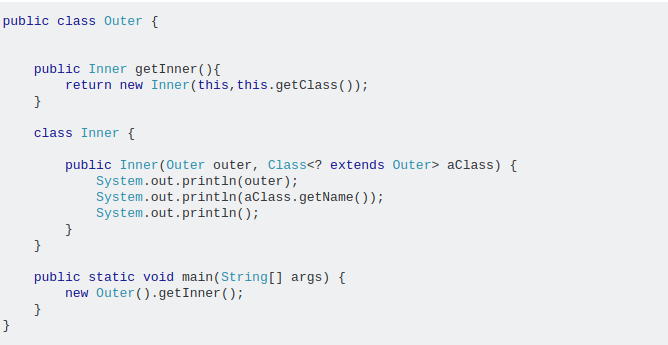 public class Outer {
    public Inner getInner(){
        return new Inner(this,this.getClass());
    }
    class Inner {
        public Inner(Outer outer, Class<? extends Outer> aClass) {
            System.out.println(outer);
            System.out.println(aClass.getName());
            System.out.println();
        }
    }
    public static void main(String[] args) {
        new Outer().getInner();
    }
}